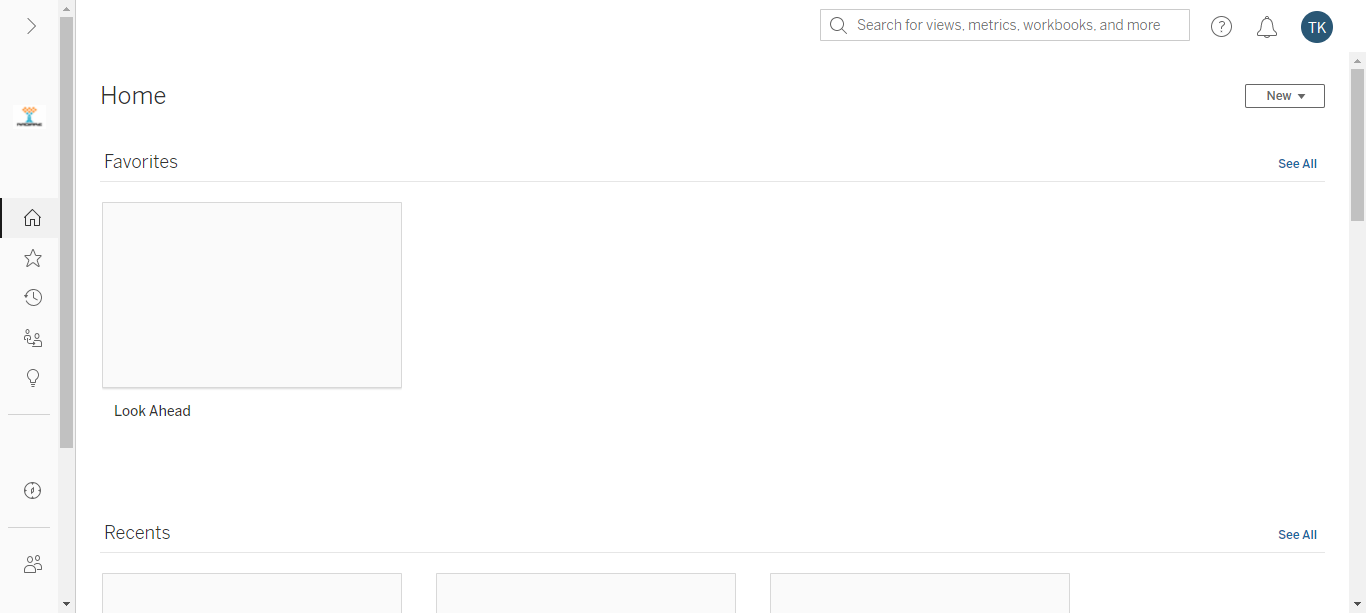 Search for views, metrics, workbooks, and more
TK
Home
New
Favorites
See All
Look Ahead
Recents
See All